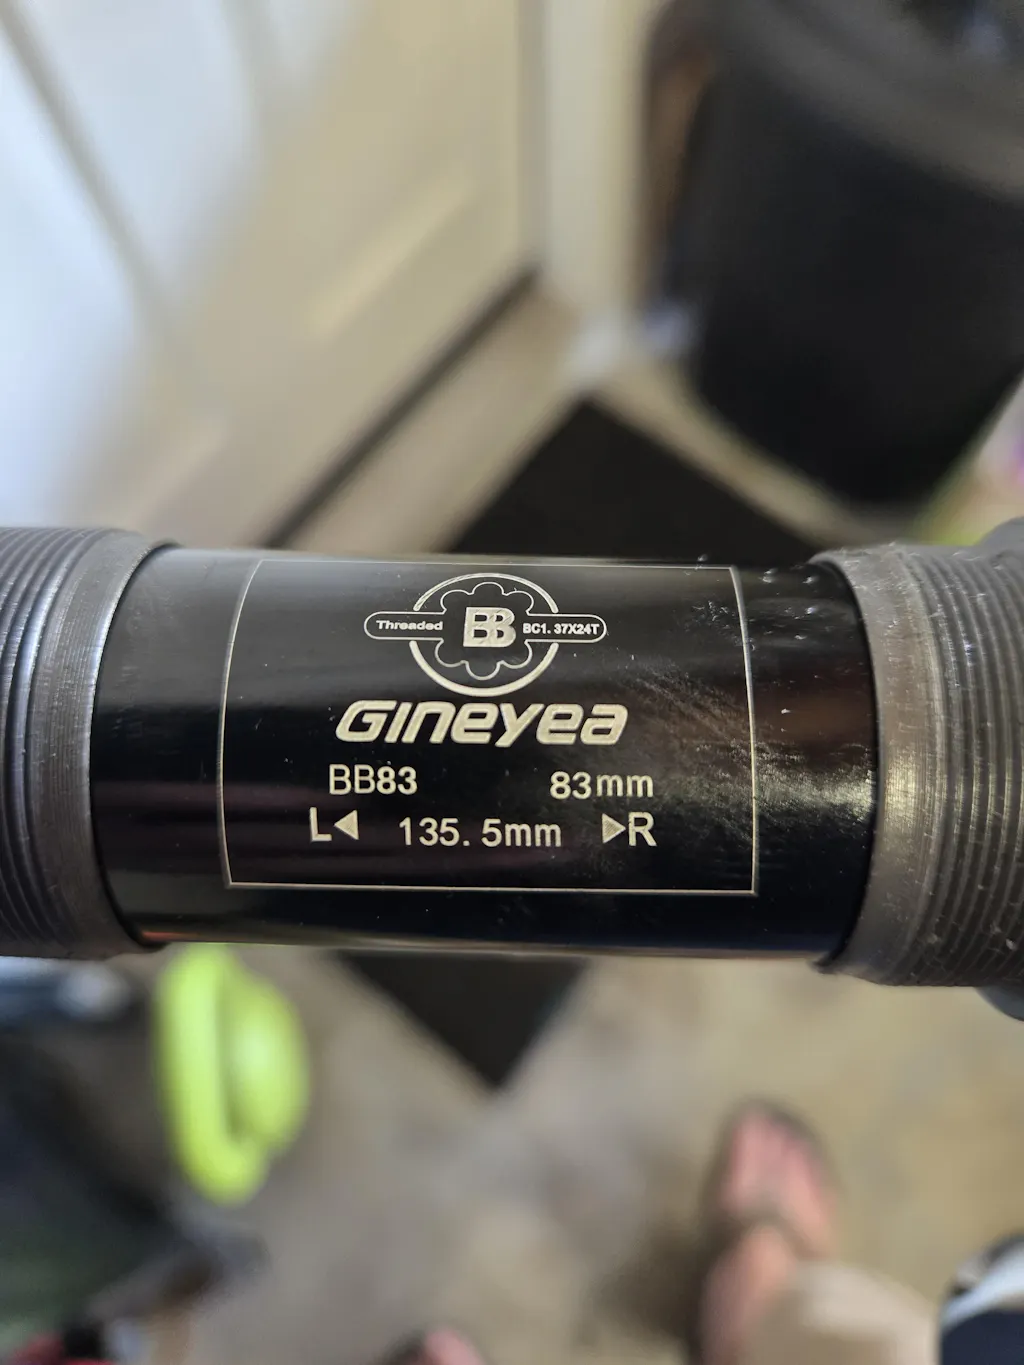 Threaded BB BC1. 37X24T
GINEYEA
BB83 83mm
L 135. 5mm R